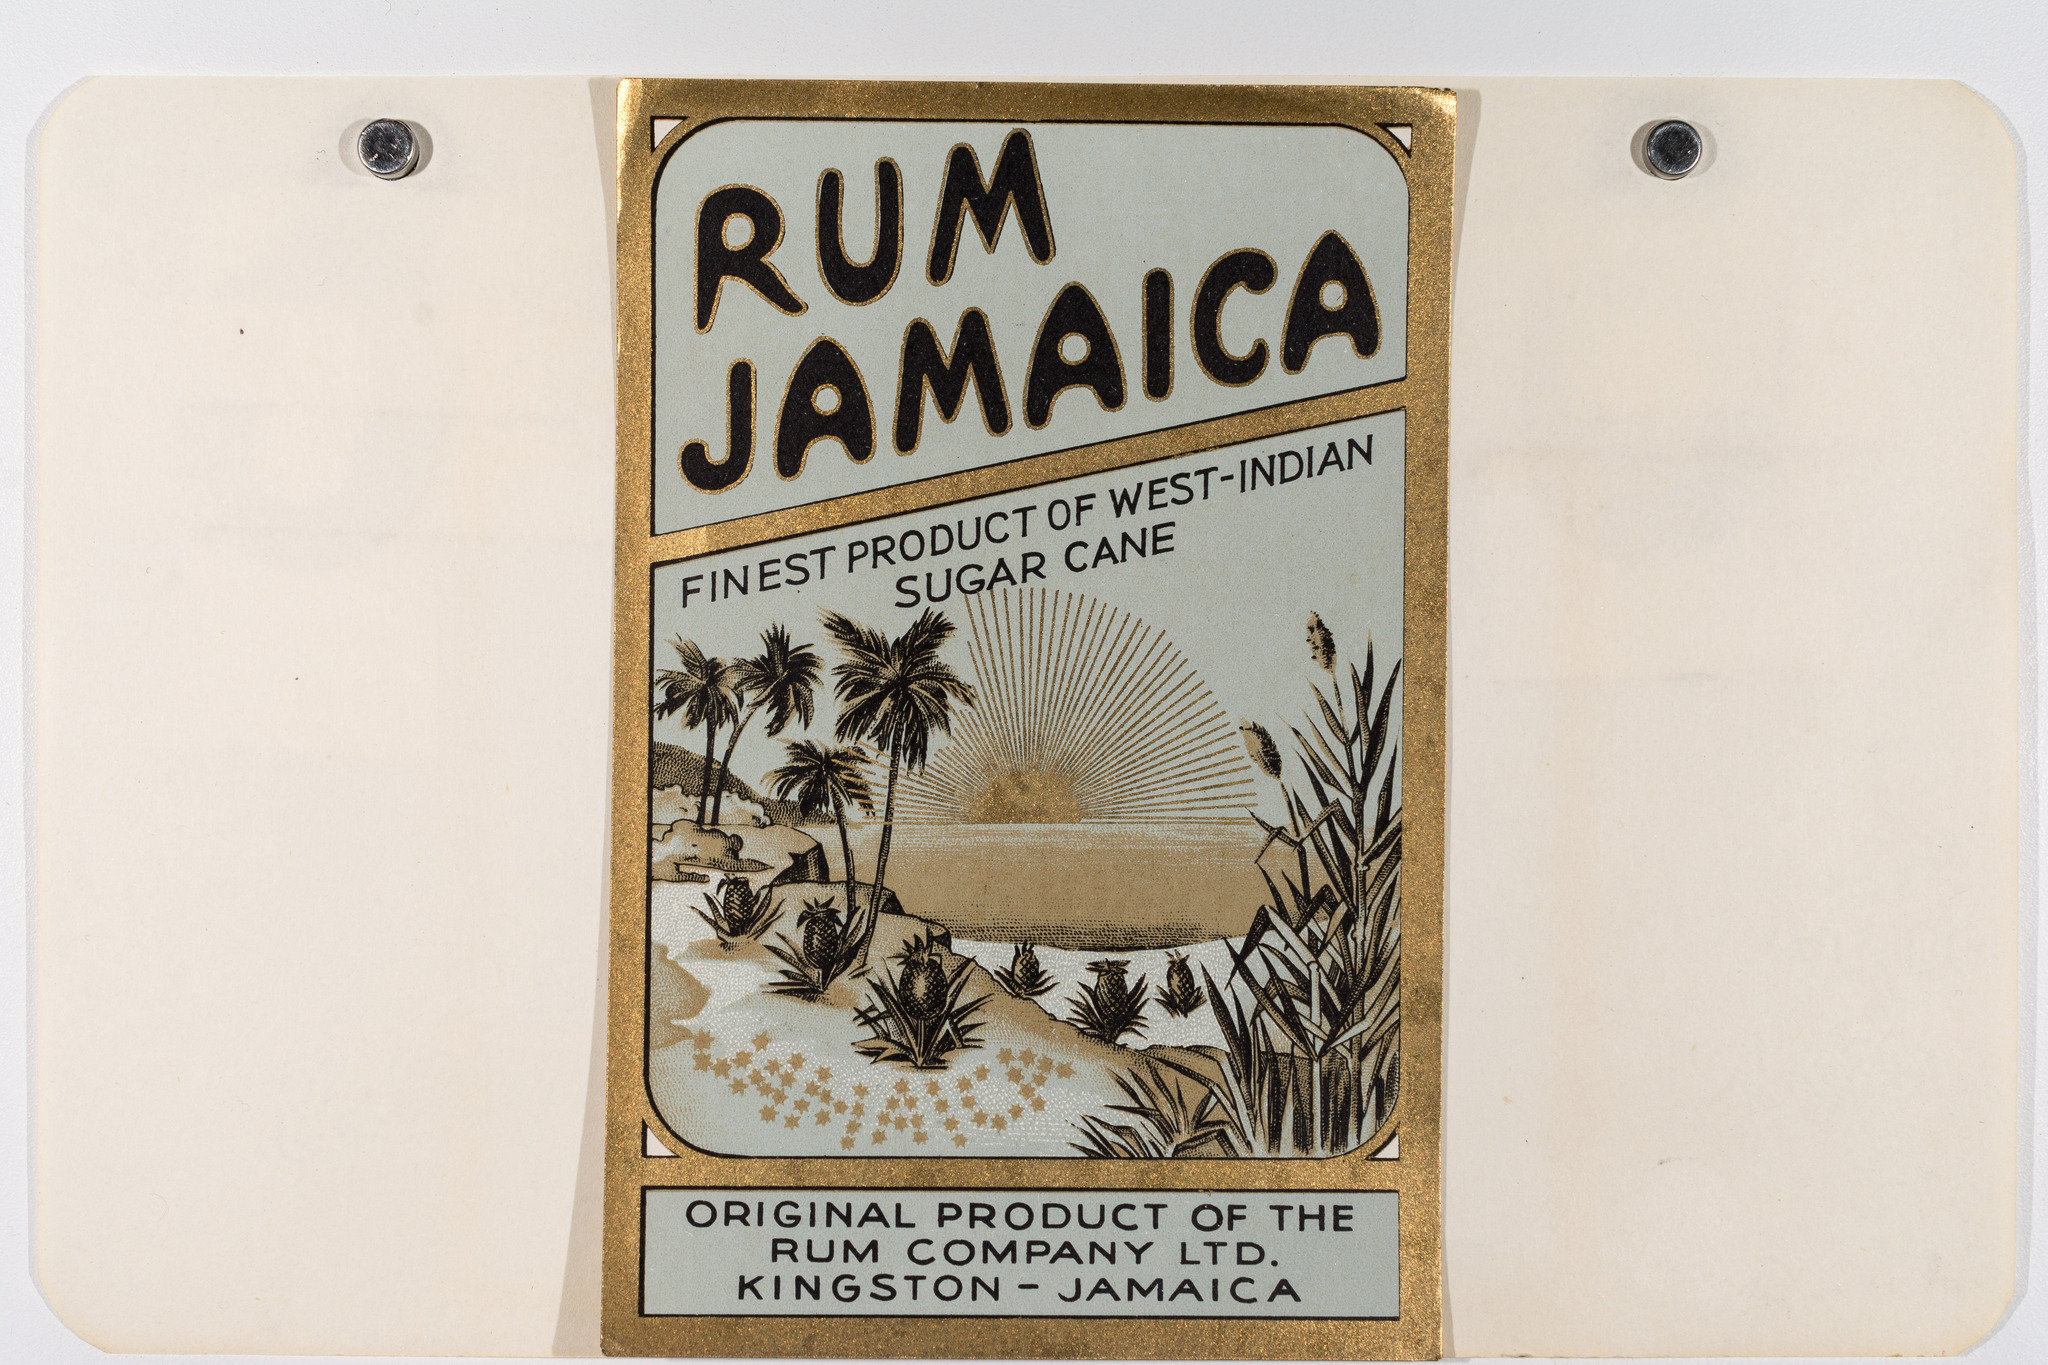 RUM
JAMAICA
FINEST PRODUCT OF WEST-INDIAN
SUGAR CANE
ORIGINAL PRODUCT OF THE
RUM COMPANY LTD.
KINGSTON – JAMAICA